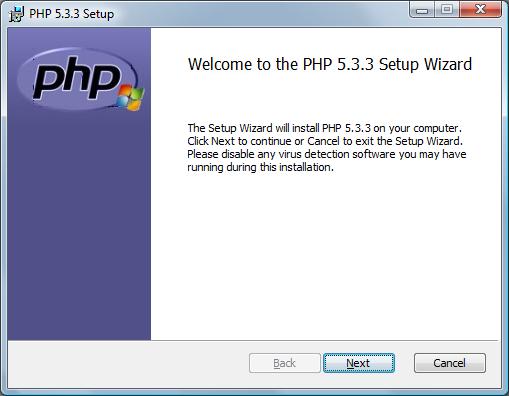 PHP 5.3.3 Setup
php
Welcome to the PHP 5.3.3 Setup Wizard
The Setup Wizard will install PHP 5.3.3 on your computer.
Click Next to continue or Cancel to exit the Setup Wizard.
Please disable any virus detection software you may have
running during this installation.
Back Next Cancel